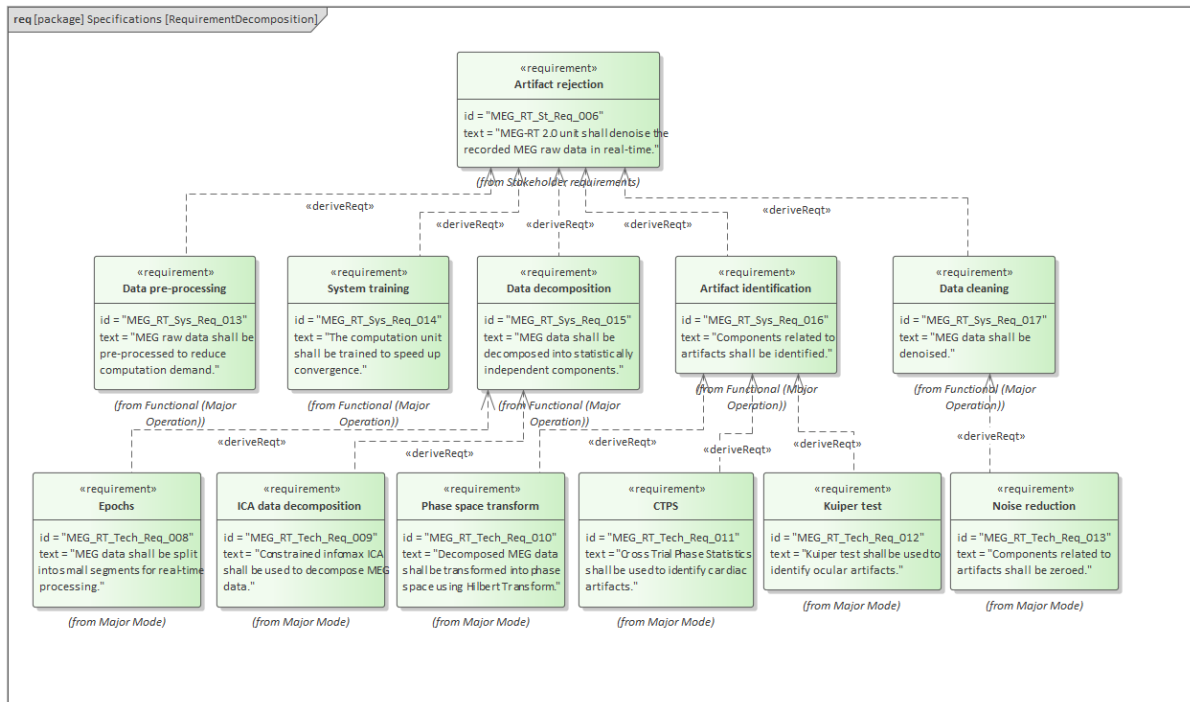 req [package] Specifications [RequirementDecomposition]
«requirement»
Artifact rejection
id = "MEG_RT_St_Req_006"
text = "MEG-RT 2.0 unit shall denoise the
recorded MEG raw data in real-time."
(from Stakeholder requirements)
«deriveReqt»
«deriveReqt»
«deriveReqt»
«deriveReqt»
«deriveReqt»
«requirement»
Data pre-processing
id = "MEG_RT_Sys_Req_013"
text = "MEG raw data shall be
pre-processed to reduce
computation demand."
(from Functional (Major
Operation))
«requirement»
System training
id = "MEG_RT_Sys_Req_014"
text = "The computation unit
shall be trained to speed up
convergence."
(from Functional (Major
Operation))
«requirement»
Data decomposition
id = "MEG_RT_Sys_Req_015"
text = "MEG data shall be
decomposed into statistically
independent components."
(from Functional (Major
Operation))
«requirement»
Artifact identification
id = "MEG_RT_Sys_Req_016"
text = "Components related to
artifacts shall be identified."
(from Functional (Major
Operation))
«requirement»
Data cleaning
id = "MEG_RT_Sys_Req_017"
text = "MEG data shall be
denoised."
(from Functional (Major
Operation))
«deriveReqt»
«deriveReqt»
«deriveReqt»
«deriveReqt»
«deriveReqt»
«deriveReqt»
«requirement»
Epochs
id = "MEG_RT_Tech_Req_008"
text = "MEG data shall be split
into small segments for real-time
processing."
(from Major Mode)
«requirement»
ICA data decomposition
id = "MEG_RT_Tech_Req_009"
text = "Constrained infomax ICA
shall be used to decompose MEG
data."
(from Major Mode)
«requirement»
Phase space transform
id = "MEG_RT_Tech_Req_010"
text = "Decomposed MEG data
shall be transformed into phase
space using Hilbert Transform."
(from Major Mode)
«requirement»
CTPS
id = "MEG_RT_Tech_Req_011"
text = "Cross Trial Phase Statistics
shall be used to identify cardiac
artifacts."
(from Major Mode)
«requirement»
Kuiper test
id = "MEG_RT_Tech_Req_012"
text = "Kuiper test shall be used to
identify ocular artifacts."
(from Major Mode)
«requirement»
Noise reduction
id = "MEG_RT_Tech_Req_013"
text = "Components related to
artifacts shall be zeroed."
(from Major Mode)